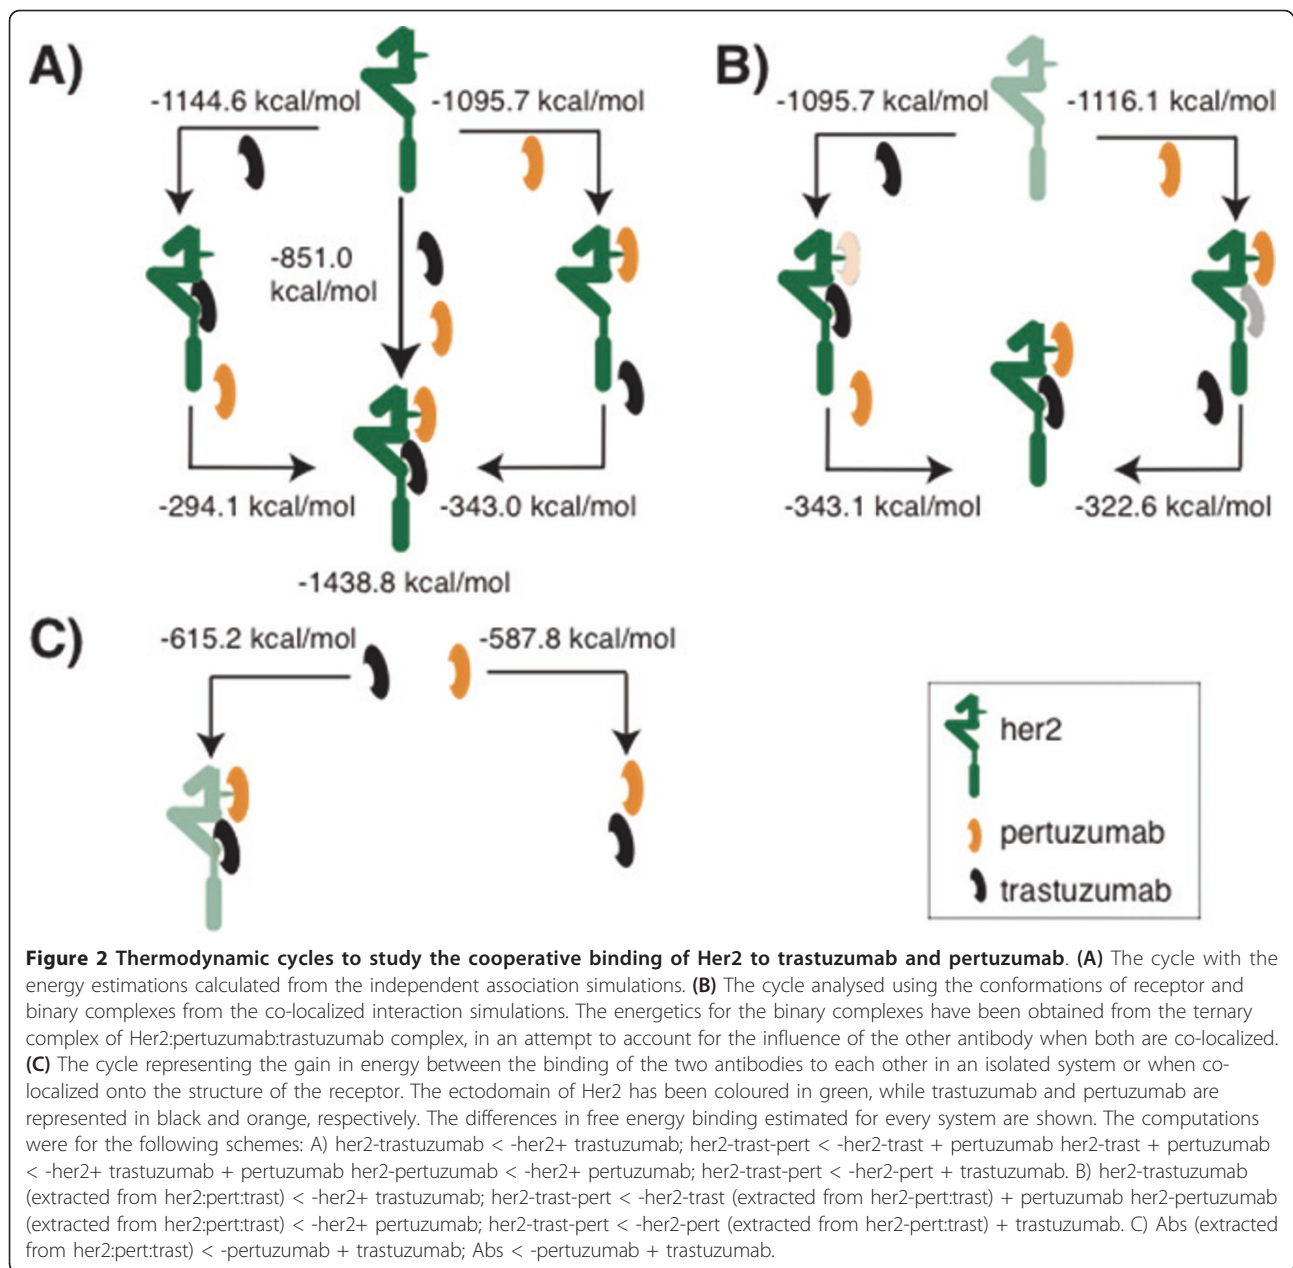 A)
B)
-1144.6 kcal/mol
-1095.7 kcal/mol
-1095.7 kcal/mol
-1116.1 kcal/mol
-851.0
kcal/mol
-294.1 kcal/mol
-343.0 kcal/mol
-343.1 kcal/mol
-322.6 kcal/mol
-1438.8 kcal/mol
C)
-615.2 kcal/mol
-587.8 kcal/mol
her2
pertuzumab
trastuzumab
Figure 2 Thermodynamic cycles to study the cooperative binding of Her2 to trastuzumab and pertuzumab. (A) The cycle with the
energy estimations calculated from the independent association simulations. (B) The cycle analysed using the conformations of receptor and
binary complexes from the co-localized interaction simulations. The energetics for the binary complexes have been obtained from the ternary
complex of Her2:pertuzumab:trastuzumab complex, in an attempt to account for the influence of the other antibody when both are co-localized.
(C) The cycle representing the gain in energy between the binding of the two antibodies to each other in an isolated system or when co-
localized onto the structure of the receptor. The ectodomain of Her2 has been coloured in green, while trastuzumab and pertuzumab are
represented in black and orange, respectively. The differences in free energy binding estimated for every system are shown. The computations
were for the following schemes: A) her2-trastuzumab < -her2+ trastuzumab; her2-trast-pert < -her2-trast + pertuzumab her2-trast + pertuzumab
< -her2+ trastuzumab + pertuzumab her2-pertuzumab < -her2+ pertuzumab; her2-trast-pert < -her2-pert + trastuzumab. B) her2-trastuzumab
(extracted from her2:pert:trast) < -her2+ trastuzumab; her2-trast-pert < -her2-trast (extracted from her2-pert:trast) + pertuzumab her2-pertuzumab
(extracted from her2:pert:trast) < -her2+ pertuzumab; her2-trast-pert < -her2-pert (extracted from her2-pert:trast) + trastuzumab. C) Abs (extracted
from her2:pert:trast) < -pertuzumab + trastuzumab; Abs < -pertuzumab + trastuzumab.